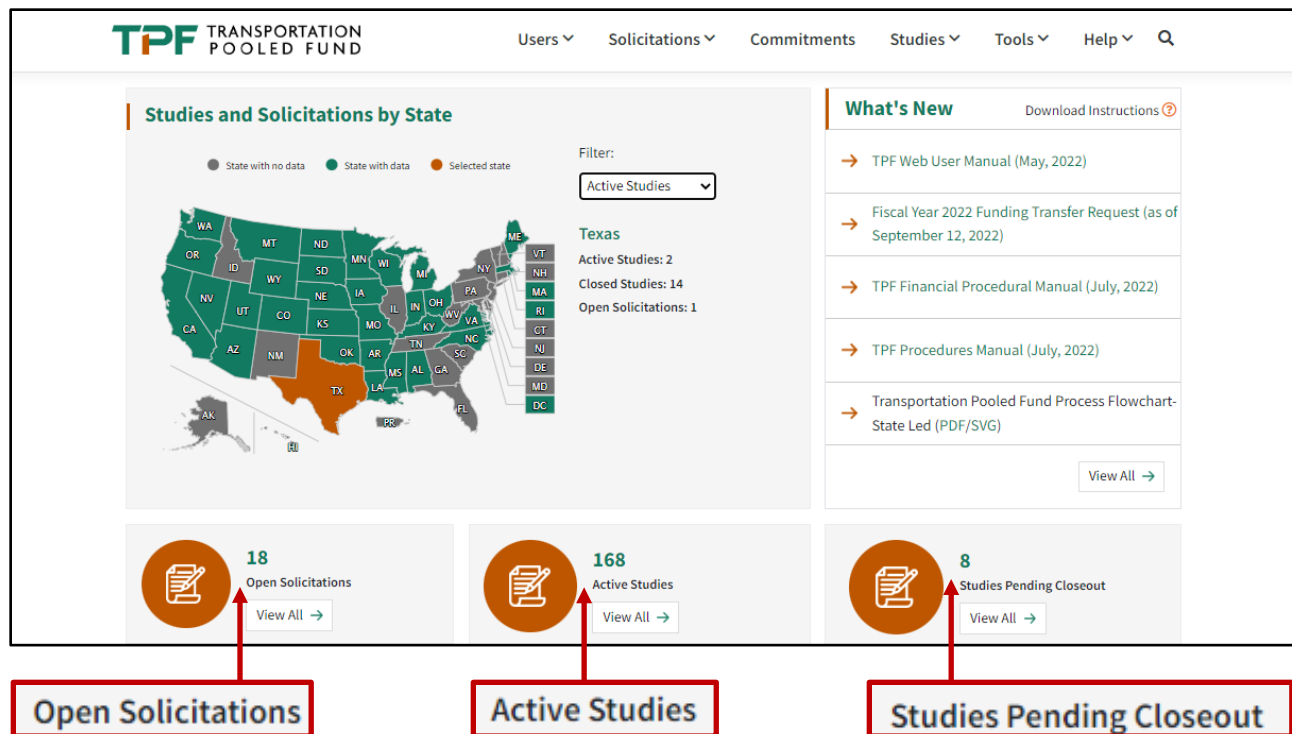 TPF TRANSPORTATION
POOLED FUND
Users
Solicitations
Commitments
Studies
Tools
Help
Studies and Solicitations by State
State with no data
State with data
Selected state
Filter:
Active Studies
Texas
Active Studies: 2
Closed Studies: 14
Open Solicitations: 1
WA
MT
ND
MN
WI
MI
ME
VT
OR
ID
SD
NY
NH
WY
NE
IA
PA
MA
NV
UT
CO
IL
IN
OH
WV
RI
CA
KS
MO
KY
VA
CT
AZ
NM
OK
AR
TN
NC
NJ
SC
DE
TX
LA
MS
AL
GA
MD
DC
AK
FL
PR
HI
What's New
Download Instructions ?
TPF Web User Manual (May, 2022)
Fiscal Year 2022 Funding Transfer Request (as of
September 12, 2022)
TPF Financial Procedural Manual (July, 2022)
TPF Procedures Manual (July, 2022)
Transportation Pooled Fund Process Flowchart-
State Led (PDF/SVG)
View All →
18
Open Solicitations
View All →
168
Active Studies
View All →
8
Studies Pending Closeout
View All →
Open Solicitations
Active Studies
Studies Pending Closeout